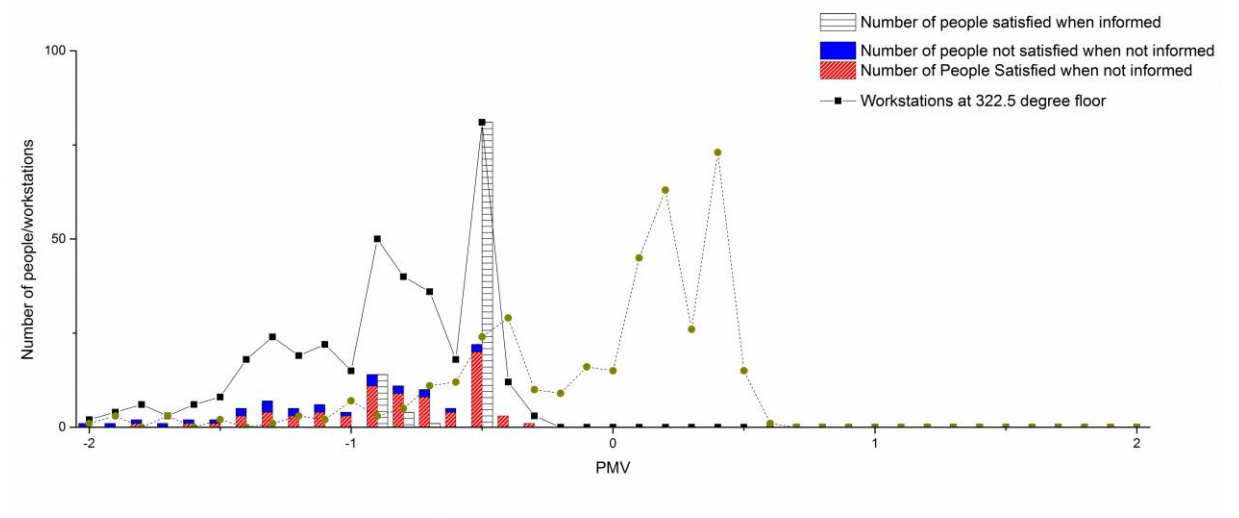 Number of people satisfied when informed
Number of people not satisfied when not informed
Number of People Satisfied when not informed
Workstations at 322.5 degree floor
100
50
0
Number of people/workstations
-2
-1
0
1
2
PMV